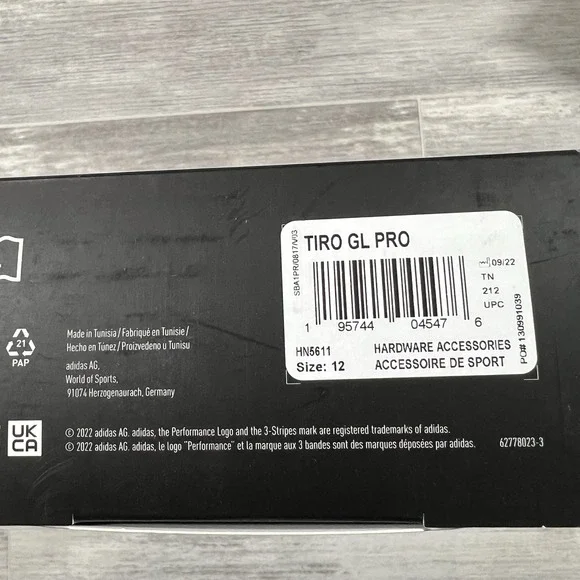 SBA1PR/0817/V03
TIRO GL PRO
09/22
TN
212
UPC
1 95744 04547 6
HN5611 HARDWARE ACCESSORIES
Size: 12 ACCESSOIRE DE SPORT
PO# 130991039
21
PAP
Made in Tunisia / Fabriqué en Tunisie /
Hecho en Túnez / Proizvedeno u Tunisu
adidas AG,
World of Sports,
91074 Herzogenaurach, Germany
UK
CA
© 2022 adidas AG. adidas, the Performance Logo and the 3-Stripes mark are registered trademarks of adidas.
© 2022 adidas AG. adidas, le logo "Performance" et la marque aux 3 bandes sont des marques déposées par adidas.
62778023-3